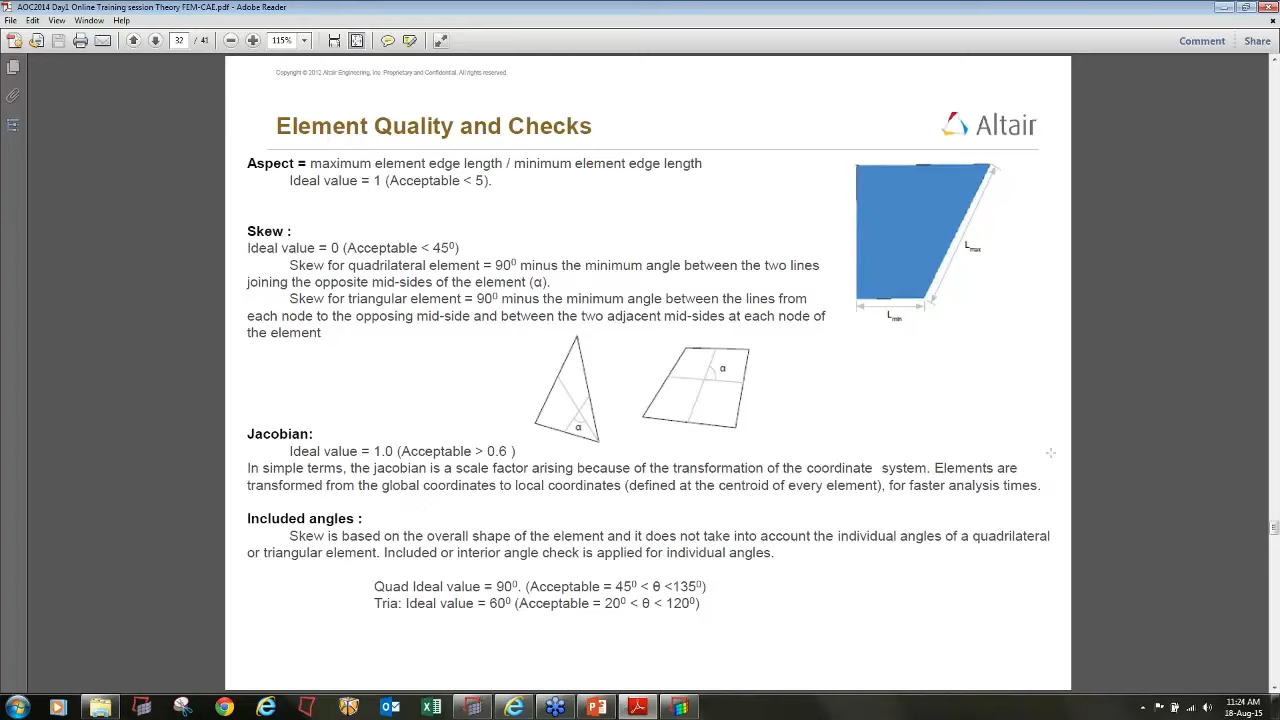 AOC2014 Day1 Online Training session Theory FEM-CAE.pdf - Adobe Reader
File Edit View Window Help
32 / 41 115% Comment Share
Copyright © 2012 Altair Engineering, Inc. Proprietary and Confidential. All rights reserved.
Element Quality and Checks
Altair
Aspect = maximum element edge length / minimum element edge length
Ideal value = 1 (Acceptable < 5).
Lmax
Lmin
Skew :
Ideal value = 0 (Acceptable < 45⁰)
Skew for quadrilateral element = 90⁰ minus the minimum angle between the two lines
joining the opposite mid-sides of the element (α).
Skew for triangular element = 90⁰ minus the minimum angle between the lines from
each node to the opposing mid-side and between the two adjacent mid-sides at each node of
the element
α
α
Jacobian:
Ideal value = 1.0 (Acceptable > 0.6 )
In simple terms, the jacobian is a scale factor arising because of the transformation of the coordinate system. Elements are
transformed from the global coordinates to local coordinates (defined at the centroid of every element), for faster analysis times.
Included angles :
Skew is based on the overall shape of the element and it does not take into account the individual angles of a quadrilateral
or triangular element. Included or interior angle check is applied for individual angles.
Quad Ideal value = 90⁰. (Acceptable = 45⁰ < θ <135⁰)
Tria: Ideal value = 60⁰ (Acceptable = 20⁰ < θ < 120⁰)
11:24 AM
18-Aug-15